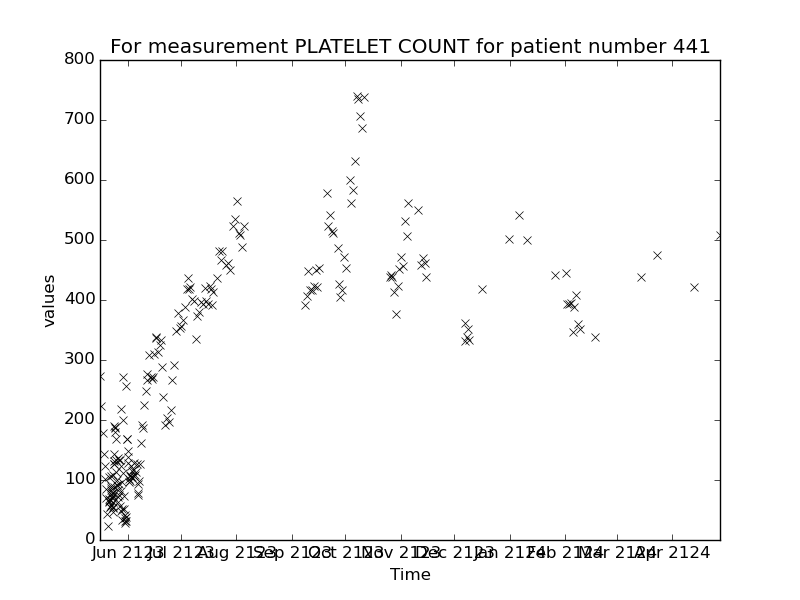 For measurement PLATELET COUNT for patient number 441
800
700
600
500
400
300
200
100
0
values
Jun 2123 Jul 2123 Aug 2123 Sep 2123 Oct 2123 Nov 2123 Dec 2123 Jan 2124 Feb 2124 Mar 2124 Apr 2124
Time